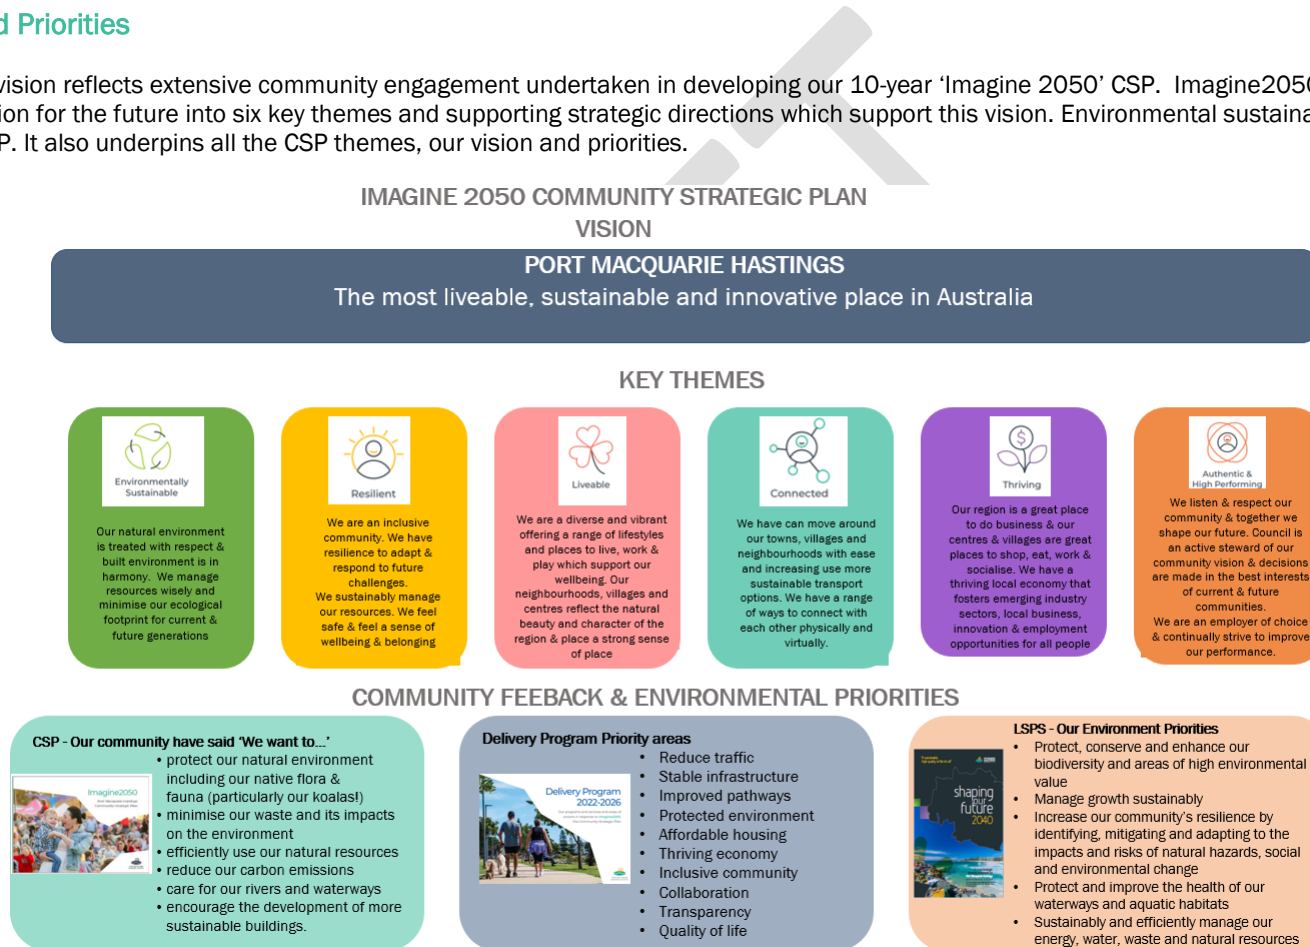 d Priorities
vision reflects extensive community engagement undertaken in developing our 10-year ‘Imagine 2050’ CSP.  Imagine2050
ion for the future into six key themes and supporting strategic directions which support this vision. Environmental sustaina
P. It also underpins all the CSP themes, our vision and priorities.
IMAGINE 2050 COMMUNITY STRATEGIC PLAN
VISION
PORT MACQUARIE HASTINGS
The most liveable, sustainable and innovative place in Australia
KEY THEMES
Environmentally
Sustainable
Our natural environment
is treated with respect &
built environment is in
harmony. We manage
resources wisely and
minimise our ecological
footprint for current &
future generations
Resilient
We are an inclusive
community. We have
resilience to adapt &
respond to future
challenges.
We sustainably manage
our resources. We feel
safe & feel a sense of
wellbeing & belonging
Liveable
We are a diverse and vibrant
offering a range of lifestyles
and places to live, work &
play which support our
wellbeing. Our
neighbourhoods, villages and
centres reflect the natural
beauty and character of the
region & place a strong sense
of place
Connected
We have can move around
our towns, villages and
neighbourhoods with ease
and increasing use more
sustainable transport
options. We have a range
of ways to connect with
each other physically and
virtually.
Thriving
Our region is a great place
to do business & our
centres & villages are great
places to shop, eat, work &
socialise. We have a
thriving local economy that
fosters emerging industry
sectors, local business,
innovation & employment
opportunities for all people
Authentic &
High Performing
We listen & respect our
community & together we
shape our future. Council is
an active steward of our
community vision & decisions
are made in the best interests
of current & future
communities.
We are an employer of choice
& continually strive to improve
our performance.
COMMUNITY FEEBACK & ENVIRONMENTAL PRIORITIES
CSP - Our community have said ‘We want to...’
Imagine2050
• protect our natural environment
including our native flora &
fauna (particularly our koalas!)
• minimise our waste and its impacts
on the environment
• efficiently use our natural resources
• reduce our carbon emissions
• care for our rivers and waterways
• encourage the development of more
sustainable buildings.
Delivery Program Priority areas
Delivery Program
2022-2026
• Reduce traffic
• Stable infrastructure
• Improved pathways
• Protected environment
• Affordable housing
• Thriving economy
• Inclusive community
• Collaboration
• Transparency
• Quality of life
LSPS - Our Environment Priorities
shaping
our
future
2040
• Protect, conserve and enhance our
biodiversity and areas of high environmental
value
• Manage growth sustainably
• Increase our community’s resilience by
identifying, mitigating and adapting to the
impacts and risks of natural hazards, social
and environmental change
• Protect and improve the health of our
waterways and aquatic habitats
• Sustainably and efficiently manage our
energy, water, waste and natural resources